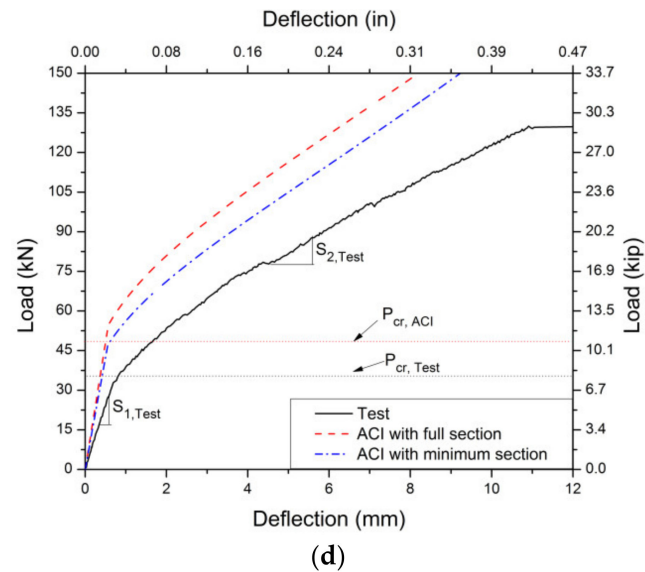 Deflection (in)
0.00 0.08 0.16 0.24 0.31 0.39 0.47
150 33.7
135 30.3
120 27.0
105 23.6
90 20.2
75 16.9
60 13.5
45 10.1
30 6.7
15 3.4
0 0.0
Load (kN)
Load (kip)
S2,Test
Pcr, ACI
Pcr, Test
S1,Test
Test
ACI with full section
ACI with minimum section
0 2 4 6 8 10 12
Deflection (mm)
(d)